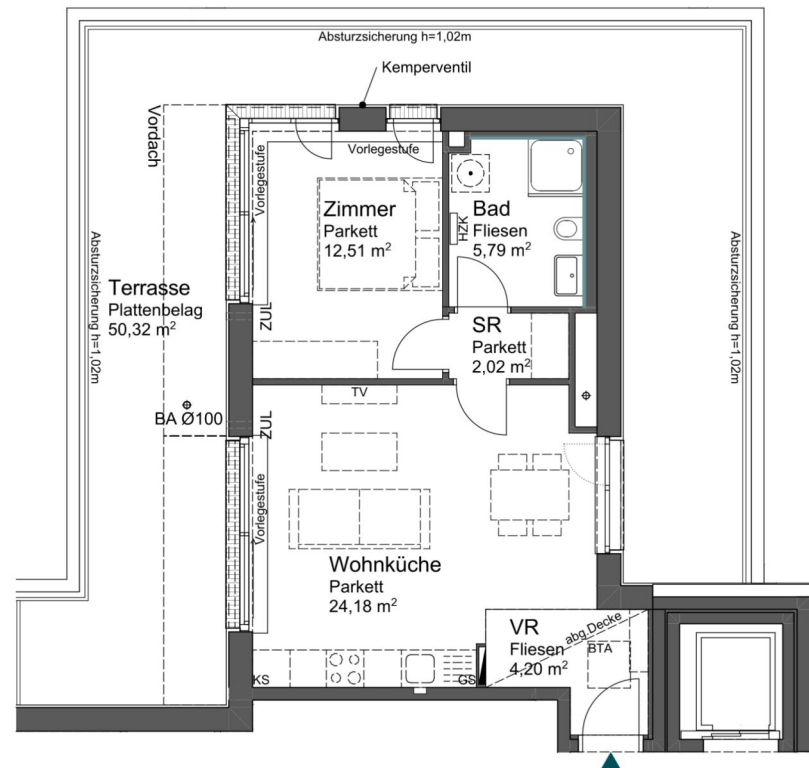 Absturzsicherung h=1,02m
Kemperventil
Vordach
Vorlegestufe
Vorlegestufe
Zimmer
Parkett
12,51 m²
Bad
Fliesen
5,79 m²
HZK
Absturzsicherung h=1,02m
Absturzsicherung h=1,02m
Terrasse
Plattenbelag
50,32 m²
ZUL
SR
Parkett
2,02 m²
TV
BA Ø100
ZUL
Vorlegestufe
Wohnküche
Parkett
24,18 m²
VR
Fliesen
4,20 m²
abg.Decke
BTA
KS
GS